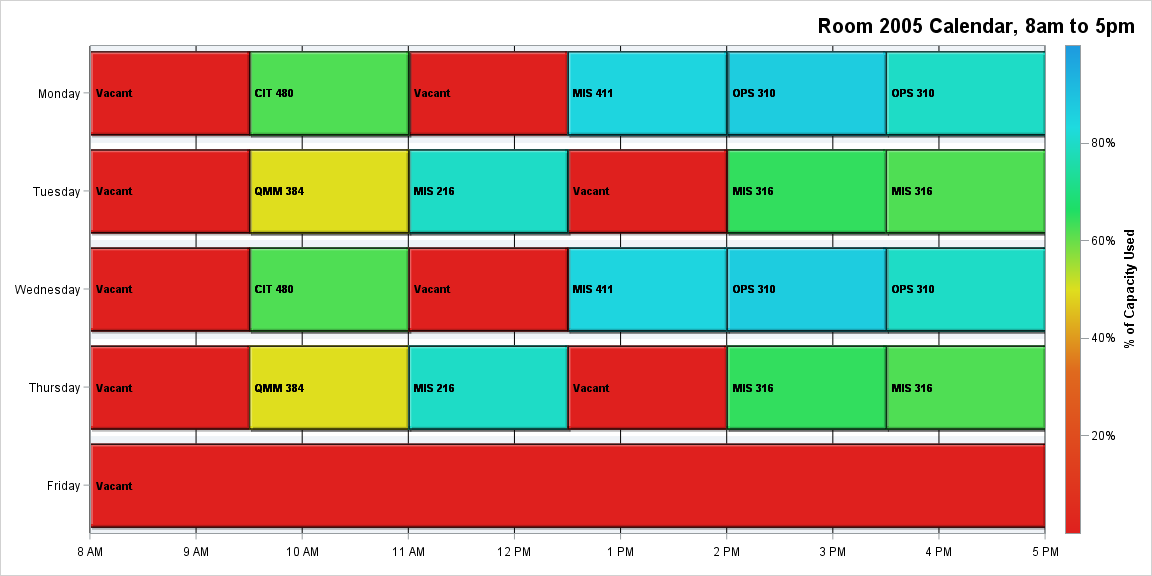 Room 2005 Calendar, 8am to 5pm
Monday
Vacant
CIT 480
Vacant
MIS 411
OPS 310
OPS 310
Tuesday
Vacant
QMM 384
MIS 216
Vacant
MIS 316
MIS 316
Wednesday
Vacant
CIT 480
Vacant
MIS 411
OPS 310
OPS 310
Thursday
Vacant
QMM 384
MIS 216
Vacant
MIS 316
MIS 316
Friday
Vacant
8 AM
9 AM
10 AM
11 AM
12 PM
1 PM
2 PM
3 PM
4 PM
5 PM
80%
60%
40%
20%
% of Capacity Used